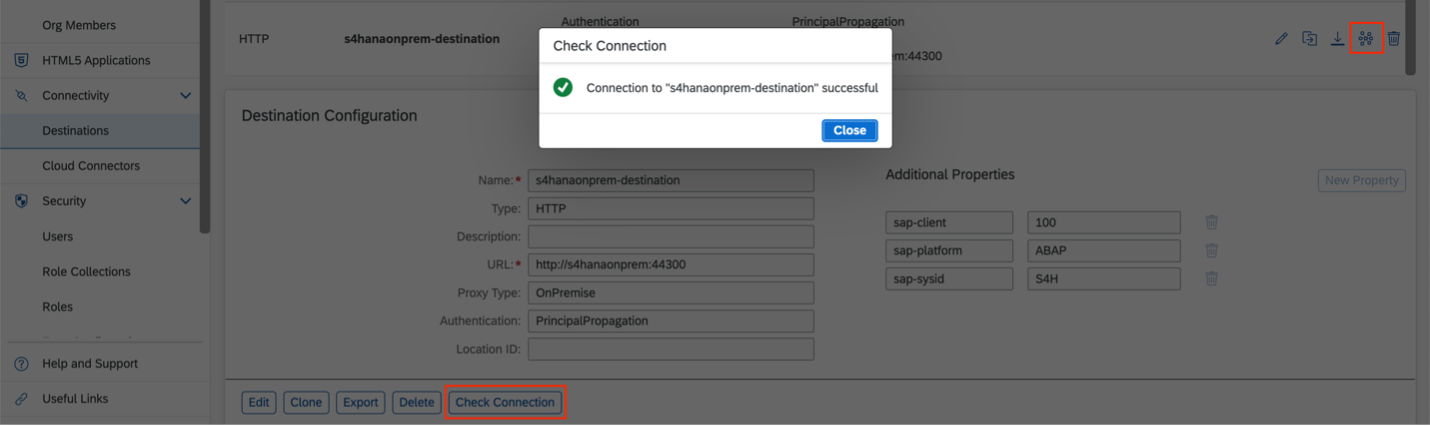 Org Members
HTML5 Applications
Connectivity
Destinations
Cloud Connectors
Security
Users
Role Collections
Roles
Help and Support
Useful Links
Authentication
PrincipalPropagation
HTTP
s4hanaonprem-destination
em:44300
Check Connection
Connection to "s4hanaonprem-destination" successful
Close
Destination Configuration
Name:* s4hanaonprem-destination
Type: HTTP
Description:
URL:* http://s4hanaonprem:44300
Proxy Type: OnPremise
Authentication: PrincipalPropagation
Location ID:
Additional Properties
New Property
sap-client 100
sap-platform ABAP
sap-sysid S4H
Edit Clone Export Delete Check Connection